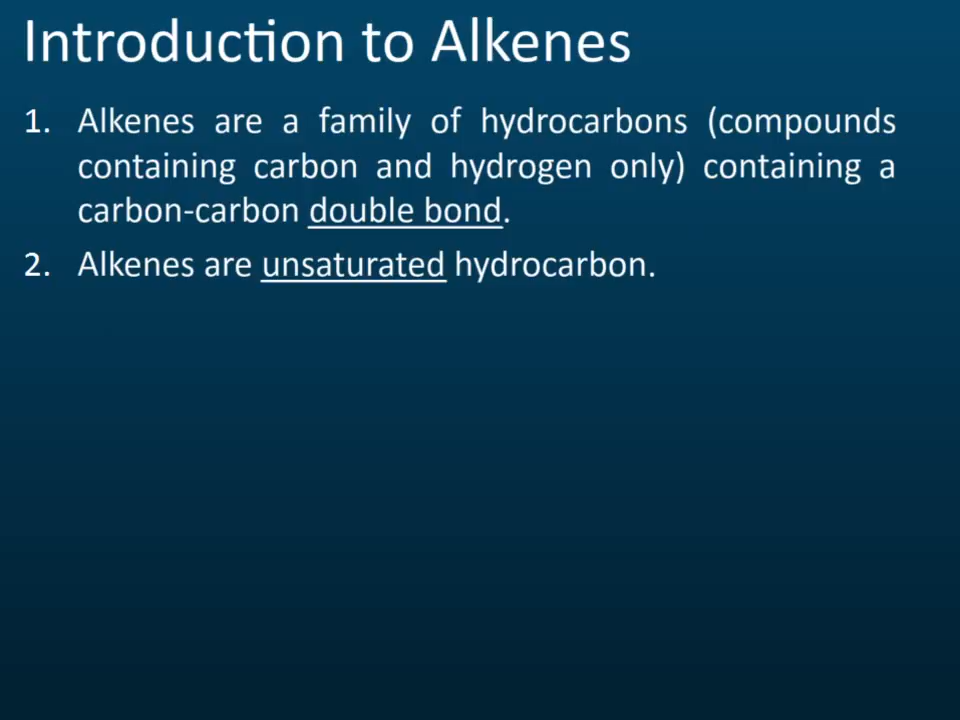 Introduction to Alkenes
1. Alkenes are a family of hydrocarbons (compounds
containing carbon and hydrogen only) containing a
carbon-carbon double bond.
2. Alkenes are unsaturated hydrocarbon.